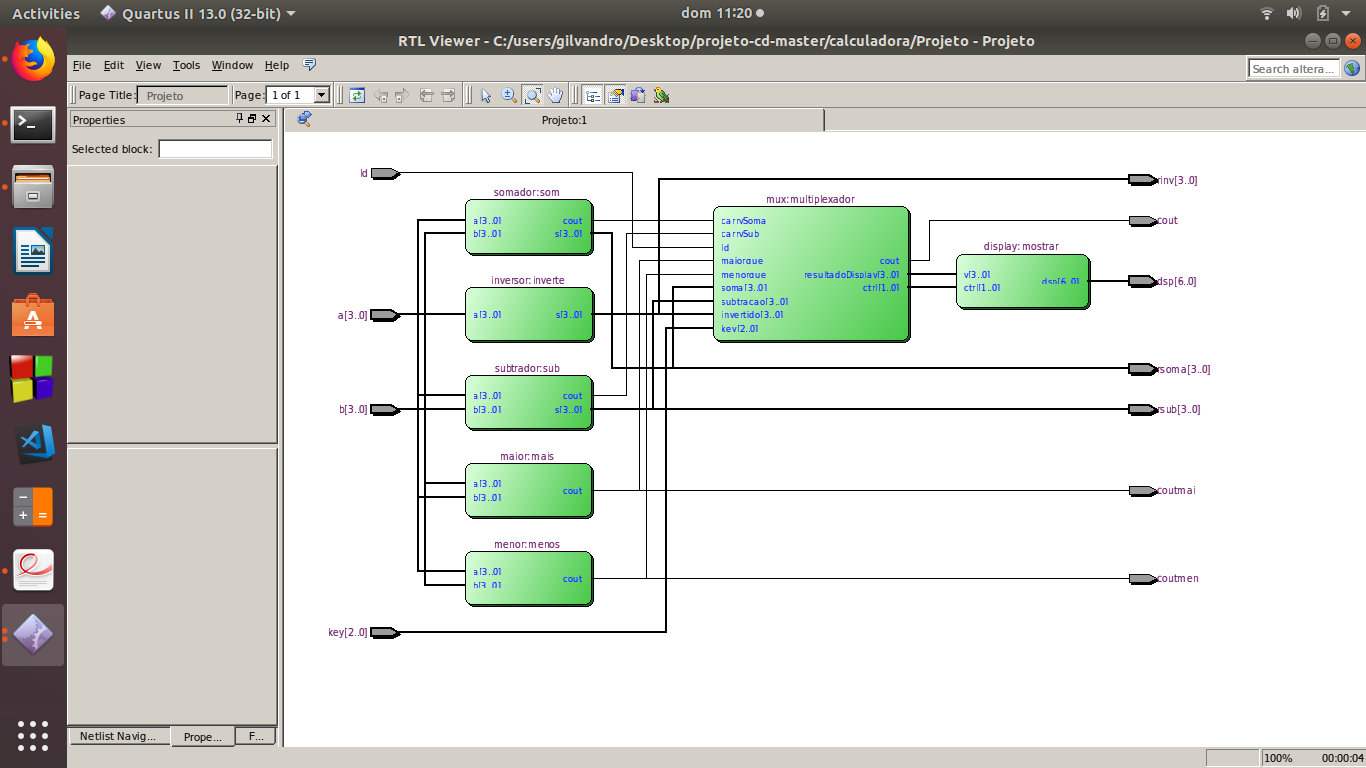 Activities
Quartus II 13.0 (32-bit)
dom 11:20
RTL Viewer - C:/users/gilvandro/Desktop/projeto-cd-master/calculadora/Projeto - Projeto
File Edit View Tools Window Help
Search altera...
Page Title: Projeto
Page: 1 of 1
Properties
Projeto:1
Selected block:
ld
somador:som
a[3..0] cout
b[3..0] s[3..0]
inversor:inverte
a[3..0] s[3..0]
a[3..0]
subtrador:sub
a[3..0] cout
b[3..0] s[3..0]
b[3..0]
maior:mais
a[3..0]
b[3..0] cout
menor:menos
a[3..0]
b[3..0] cout
key[2..0]
mux:multiplexador
carrySoma
carrySub
ld
maiorque cout
menorque resultadoDisplay[3..0]
soma[3..0] ctrl[1..0]
subtracao[3..0]
invertido[3..0]
key[2..0]
display:mostrar
v[3..0] dsp[6..0]
ctrl[1..0]
rinv[3..0]
cout
dsp[6..0]
rsoma[3..0]
rsub[3..0]
coutmai
coutmen
Netlist Navig...
Prope...
F...
100% 00:00:04